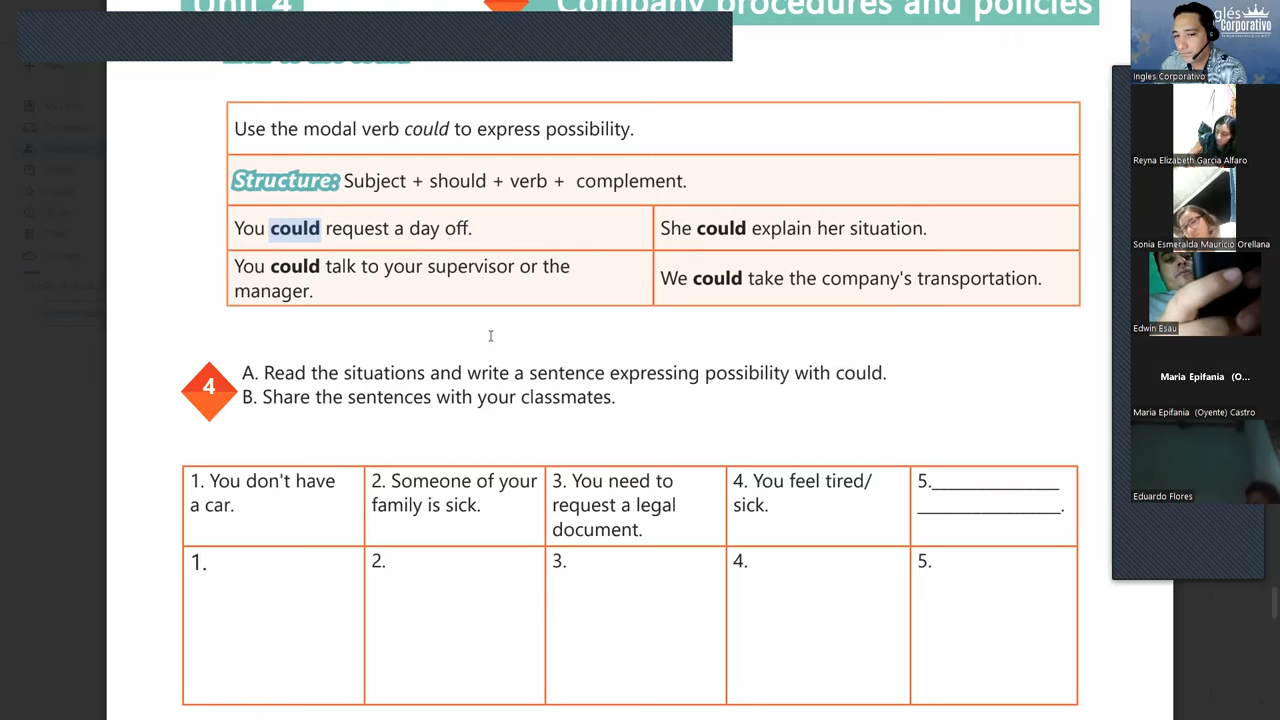 Unit 4
Company procedures and policies
Use the modal verb could to express possibility.
Structure: Subject + should + verb + complement.
You could request a day off.
She could explain her situation.
You could talk to your supervisor or the
manager.
We could take the company's transportation.
4
A. Read the situations and write a sentence expressing possibility with could.
B. Share the sentences with your classmates.
1. You don't have
a car.
2. Someone of your
family is sick.
3. You need to
request a legal
document.
4. You feel tired/
sick.
5.______________
__________________.
1.
2.
3.
4.
5.
glés
Corporativo
Ingles Corporativo
Reyna Elizabeth Garcia Alfaro
Sonia Esmeralda Mauricio Orellana
Edwin Esau
Maria Epifania (O...
Maria Epifania (Oyente) Castro
Eduardo Flores